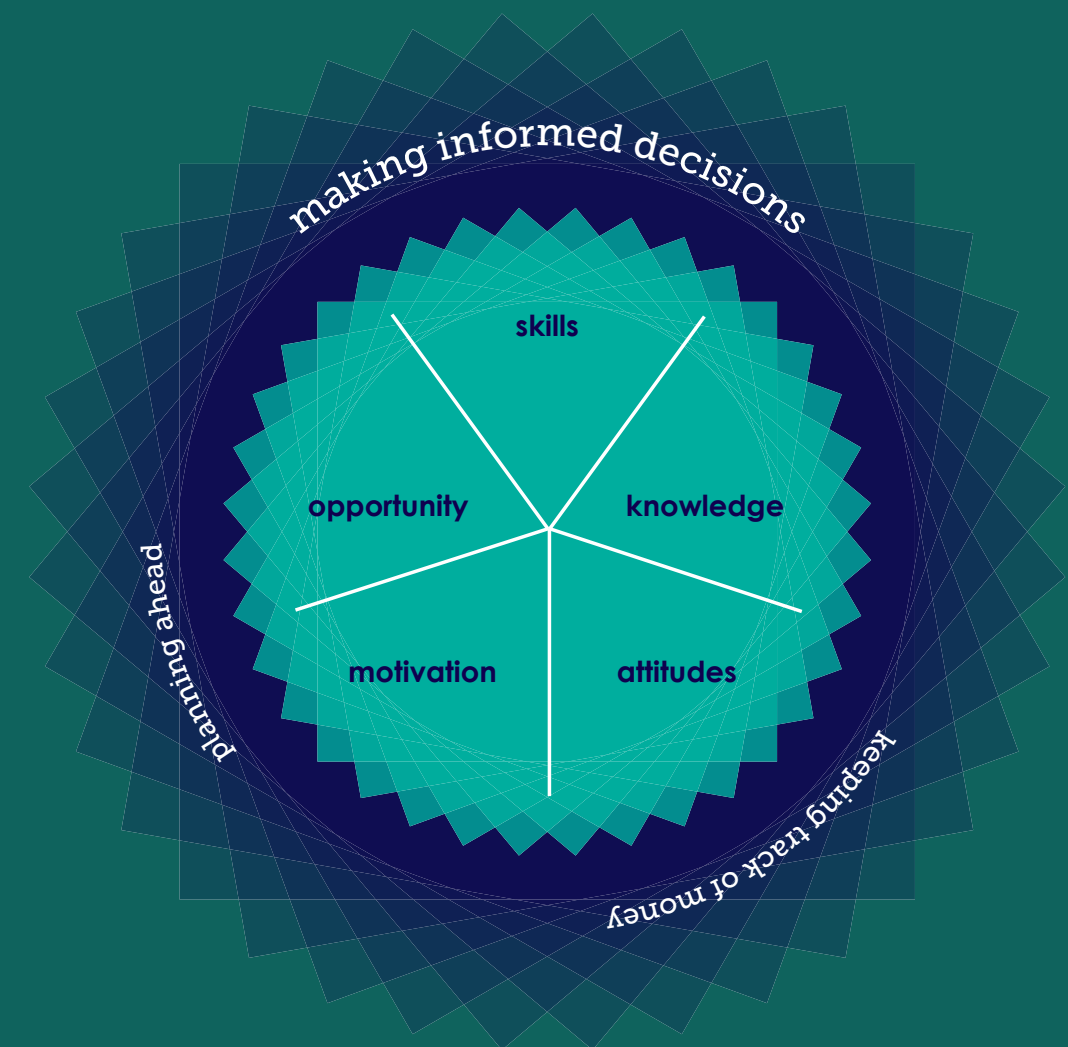 making informed decisions
skills
opportunity
knowledge
motivation
attitudes
planning ahead
keeping track of money